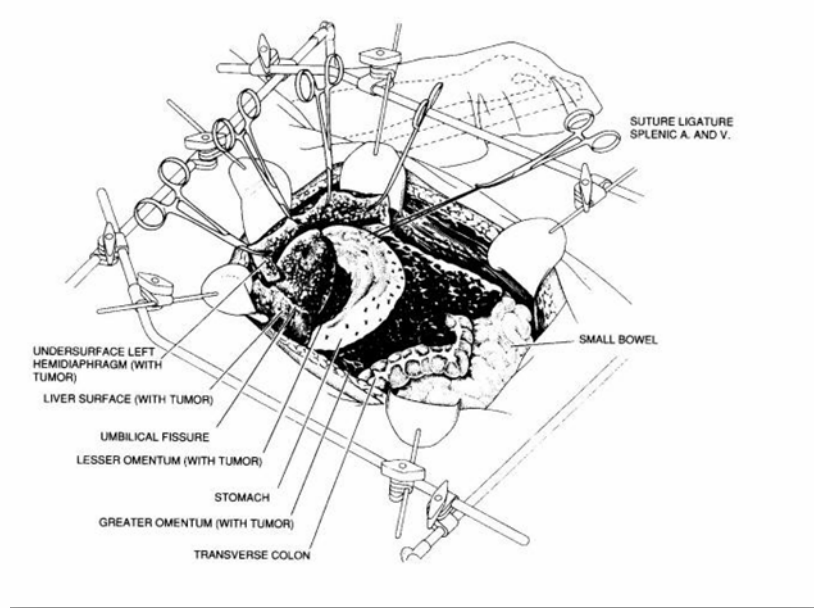 SUTURE LIGATURE
SPLENIC A. AND V.
SMALL BOWEL
UNDERSURFACE LEFT
HEMIDIAPHRAGM (WITH
TUMOR)
LIVER SURFACE (WITH TUMOR)
UMBILICAL FISSURE
LESSER OMENTUM (WITH TUMOR)
STOMACH
GREATER OMENTUM (WITH TUMOR)
TRANSVERSE COLON